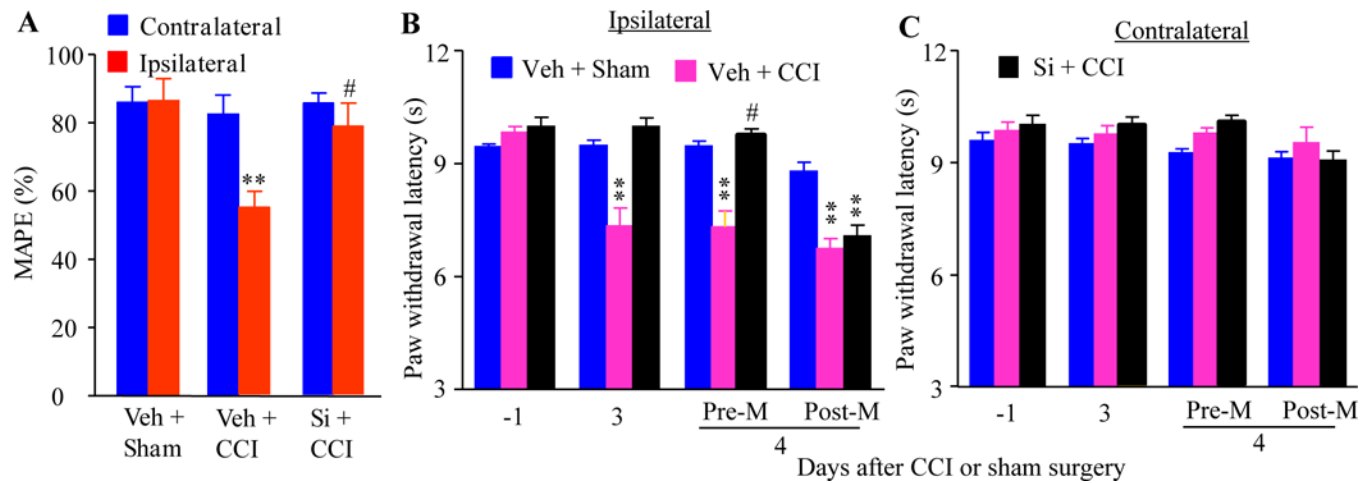 A
Contralateral
Ipsilateral
MAPE (%)
100
80
60
40
20
0
**
#
Veh + Sham
Veh + CCI
Si + CCI
B
Ipsilateral
Veh + Sham
Veh + CCI
Paw withdrawal latency (s)
12
9
6
3
**
**
#
**
**
-1
3
Pre-M
Post-M
4
C
Contralateral
Si + CCI
Paw withdrawal latency (s)
12
9
6
3
-1
3
Pre-M
Post-M
4
Days after CCI or sham surgery